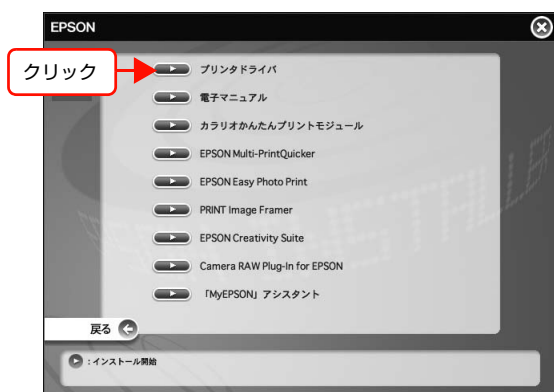 EPSON
クリック
プリンタドライバ
電子マニュアル
カラリオかんたんプリントモジュール
EPSON Multi-PrintQuicker
EPSON Easy Photo Print
PRINT Image Framer
EPSON Creativity Suite
Camera RAW Plug-In for EPSON
「MyEPSON」アシスタント
戻る
:インストール開始